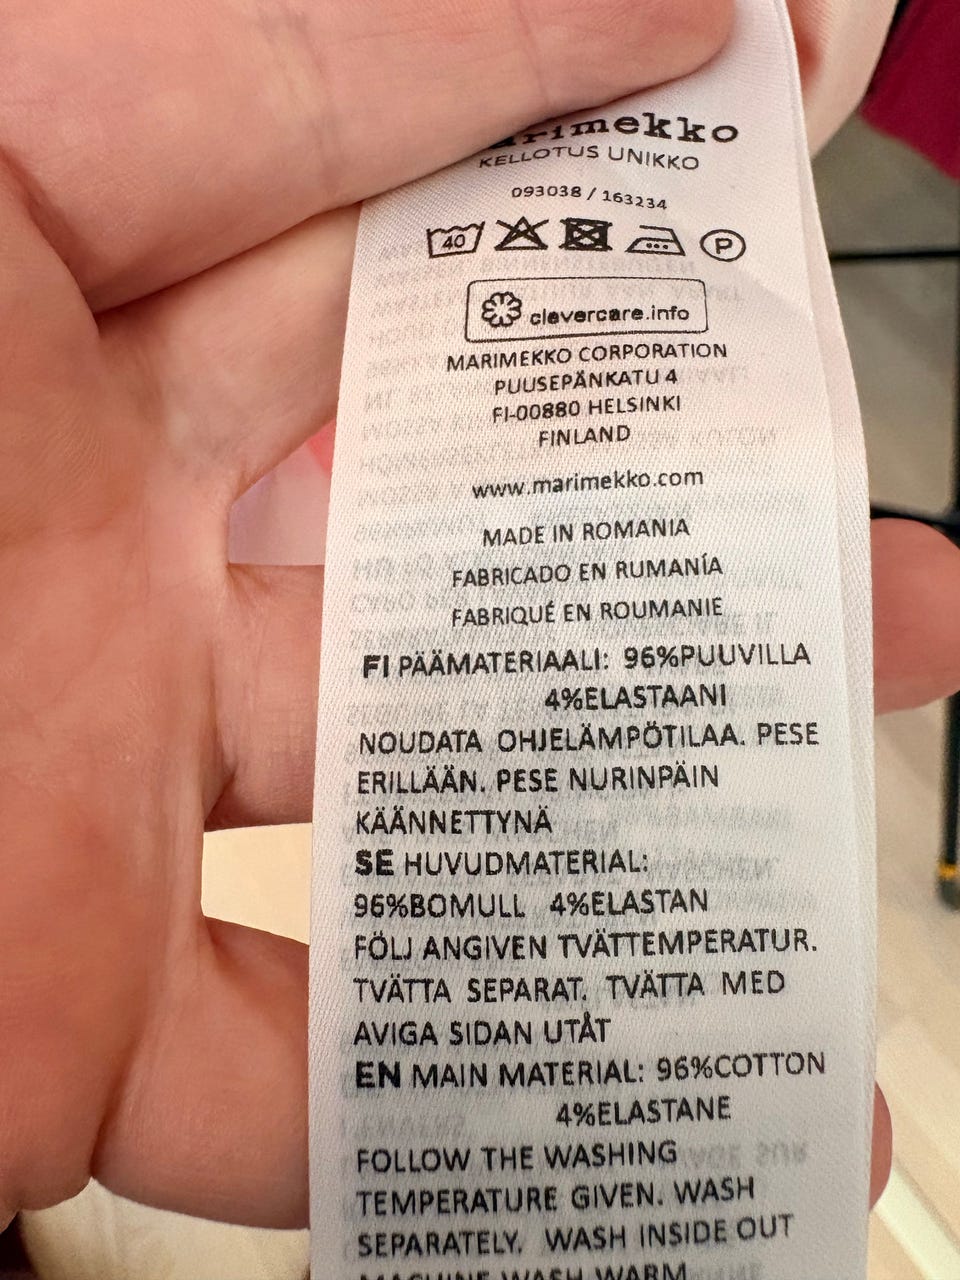 marimekko
KELLOTUS UNIKKO
093038 / 163234
40 P
clevercare.info
MARIMEKKO CORPORATION
PUUSEPÄNKATU 4
FI-00880 HELSINKI
FINLAND
www.marimekko.com
MADE IN ROMANIA
FABRICADO EN RUMANÍA
FABRIQUÉ EN ROUMANIE
FI PÄÄMATERIAALI: 96%PUUVILLA
4%ELASTAANI
NOUDATA OHJELÄMPÖTILAA. PESE
ERILLÄÄN. PESE NURINPÄIN
KÄÄNNETTYNÄ
SE HUVUDMATERIAL:
96%BOMULL 4%ELASTAN
FÖLJ ANGIVEN TVÄTTEMPERATUR.
TVÄTTA SEPARAT. TVÄTTA MED
AVIGA SIDAN UTÅT
EN MAIN MATERIAL: 96%COTTON
4%ELASTANE
FOLLOW THE WASHING
TEMPERATURE GIVEN. WASH
SEPARATELY. WASH INSIDE OUT
MACHINE WASH WARM